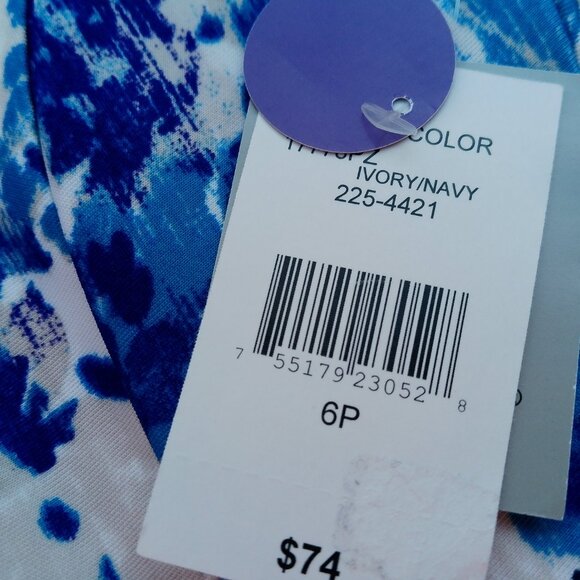 COLOR
IVORY/NAVY
225-4421
7 55179 23052 8
6P
$74